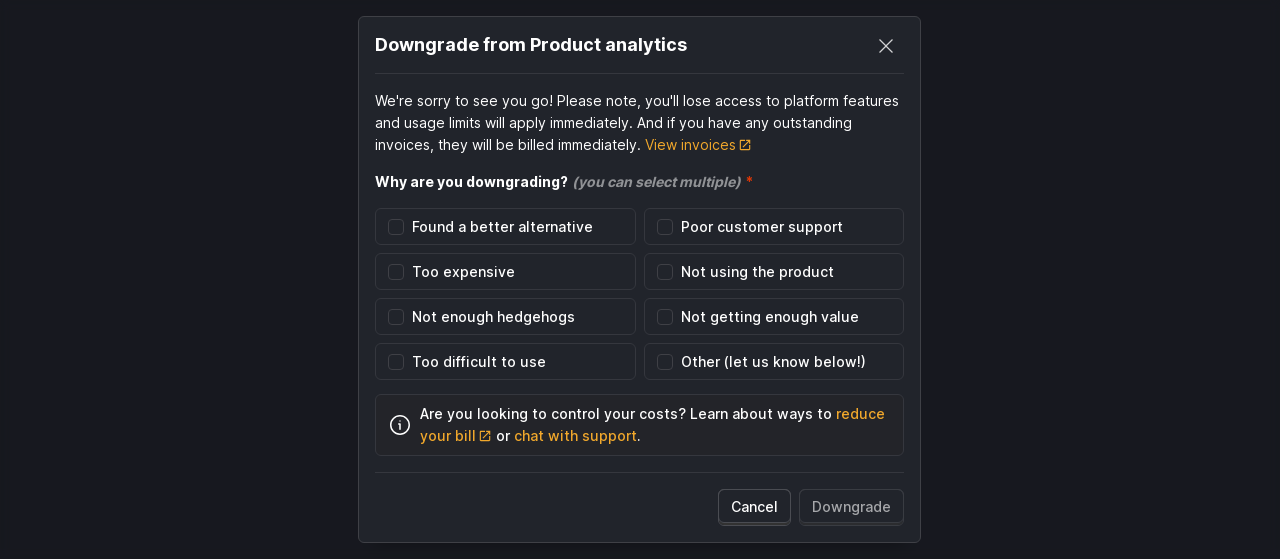 Downgrade from Product analytics
We're sorry to see you go! Please note, you'll lose access to platform features
and usage limits will apply immediately. And if you have any outstanding
invoices, they will be billed immediately. View invoices
Why are you downgrading? (you can select multiple) *
Found a better alternative
Poor customer support
Too expensive
Not using the product
Not enough hedgehogs
Not getting enough value
Too difficult to use
Other (let us know below!)
Are you looking to control your costs? Learn about ways to reduce
your bill or chat with support.
Cancel
Downgrade